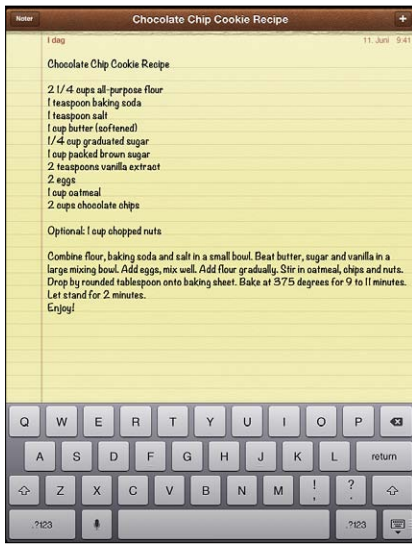 Noter
Chocolate Chip Cookie Recipe
+
I dag
11. Juni 9:41
Chocolate Chip Cookie Recipe
2 1/4 cups all-purpose flour
1 teaspoon baking soda
1 teaspoon salt
1 cup butter (softened)
1/4 cup graduated sugar
1 cup packed brown sugar
2 teaspoons vanilla extract
2 eggs
1 cup oatmeal
2 cups chocolate chips
Optional: 1 cup chopped nuts
Combine flour, baking soda and salt in a small bowl. Beat butter, sugar and vanilla in a
large mixing bowl. Add eggs, mix well. Add flour gradually. Stir in oatmeal, chips and nuts.
Drop by rounded tablespoon onto baking sheet. Bake at 375 degrees for 9 to 11 minutes.
Let stand for 2 minutes.
Enjoy!
Q W E R T Y U I O P
A S D F G H J K L return
Z X C V B N M ! , ? .
.?123 .?123